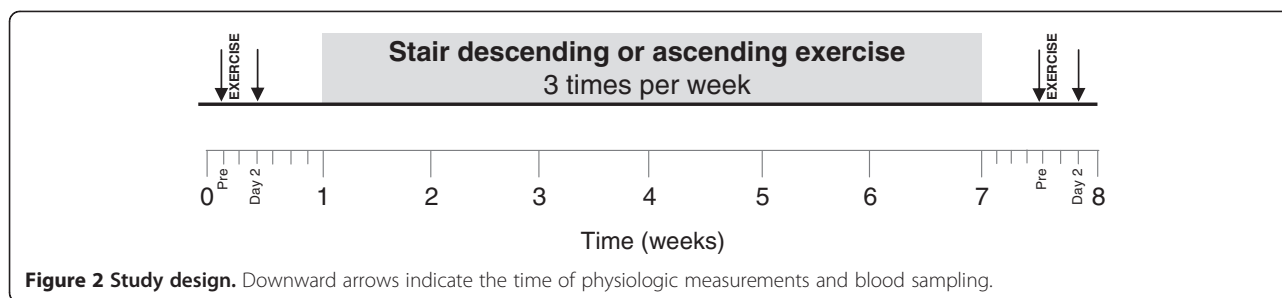 EXERCISE
EXERCISE
Stair descending or ascending exercise
3 times per week
0 Pre Day 2 1 2 3 4 5 6 7 Pre Day 2 8
Time (weeks)
Figure 2 Study design. Downward arrows indicate the time of physiologic measurements and blood sampling.